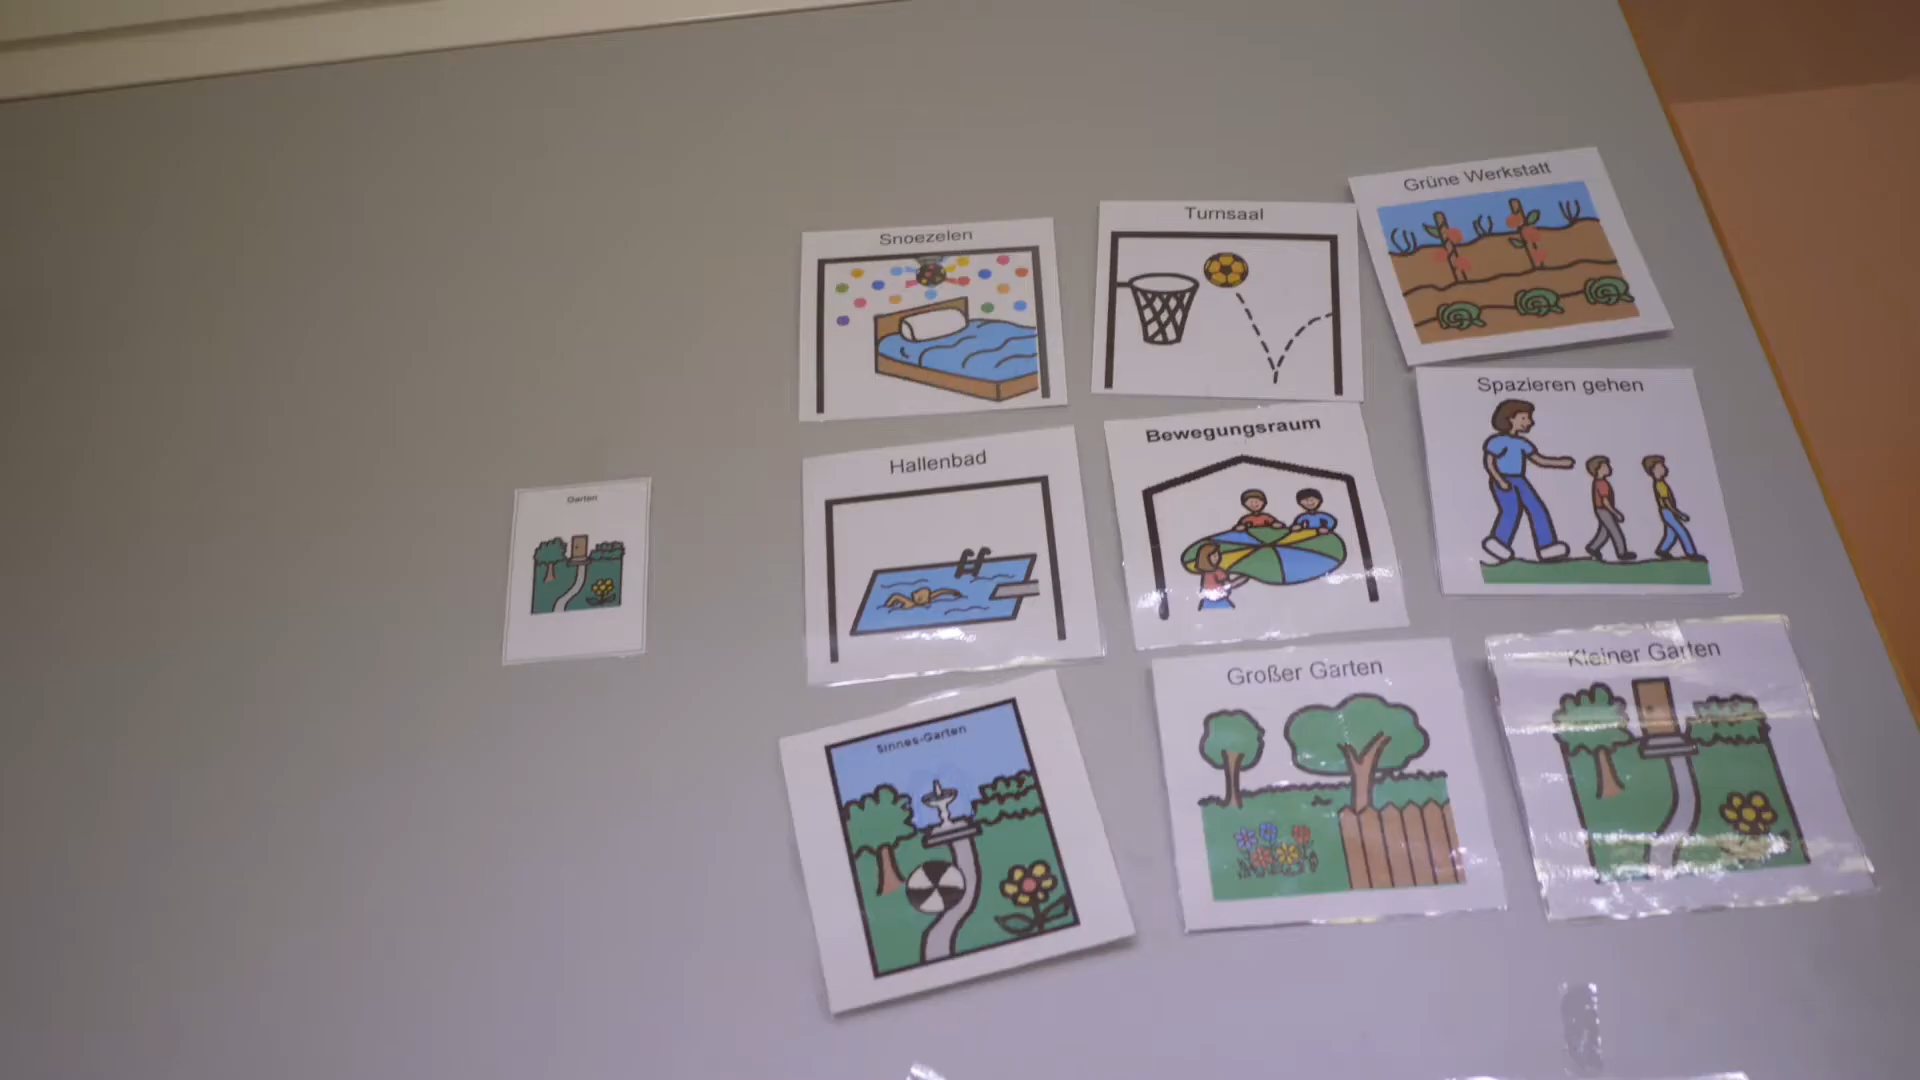 Snoezelen
Turnsaal
Grüne Werkstatt
Garten
Hallenbad
Bewegungsraum
Spazieren gehen
Sinnes-Garten
Großer Garten
Kleiner Garten